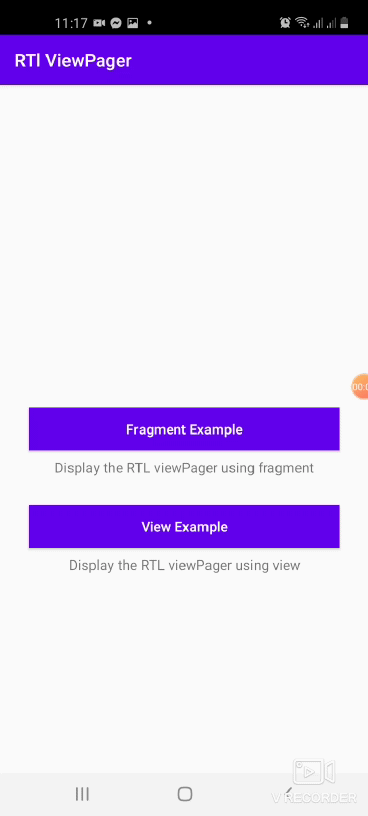 11:17
RTl ViewPager
00:0
Fragment Example
Display the RTL viewPager using fragment
View Example
Display the RTL viewPager using view
V RECORDER